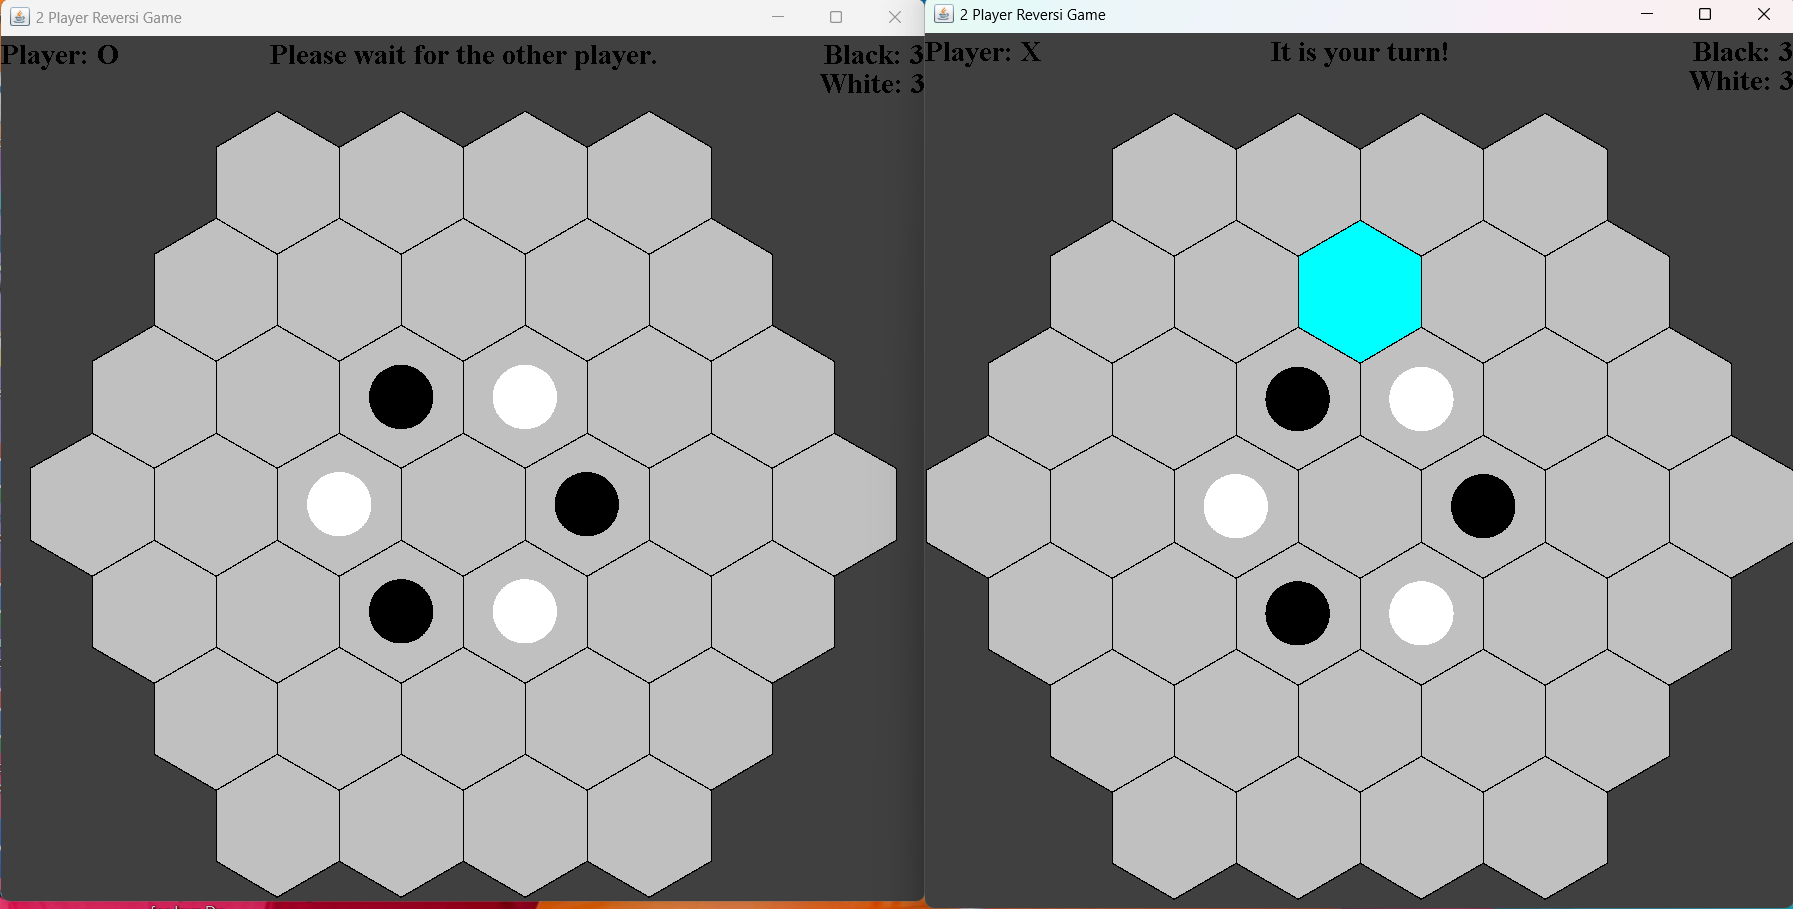 2 Player Reversi Game
Player: O
Please wait for the other player.
Black: 3
White: 3
2 Player Reversi Game
Player: X
It is your turn!
Black: 3
White: 3